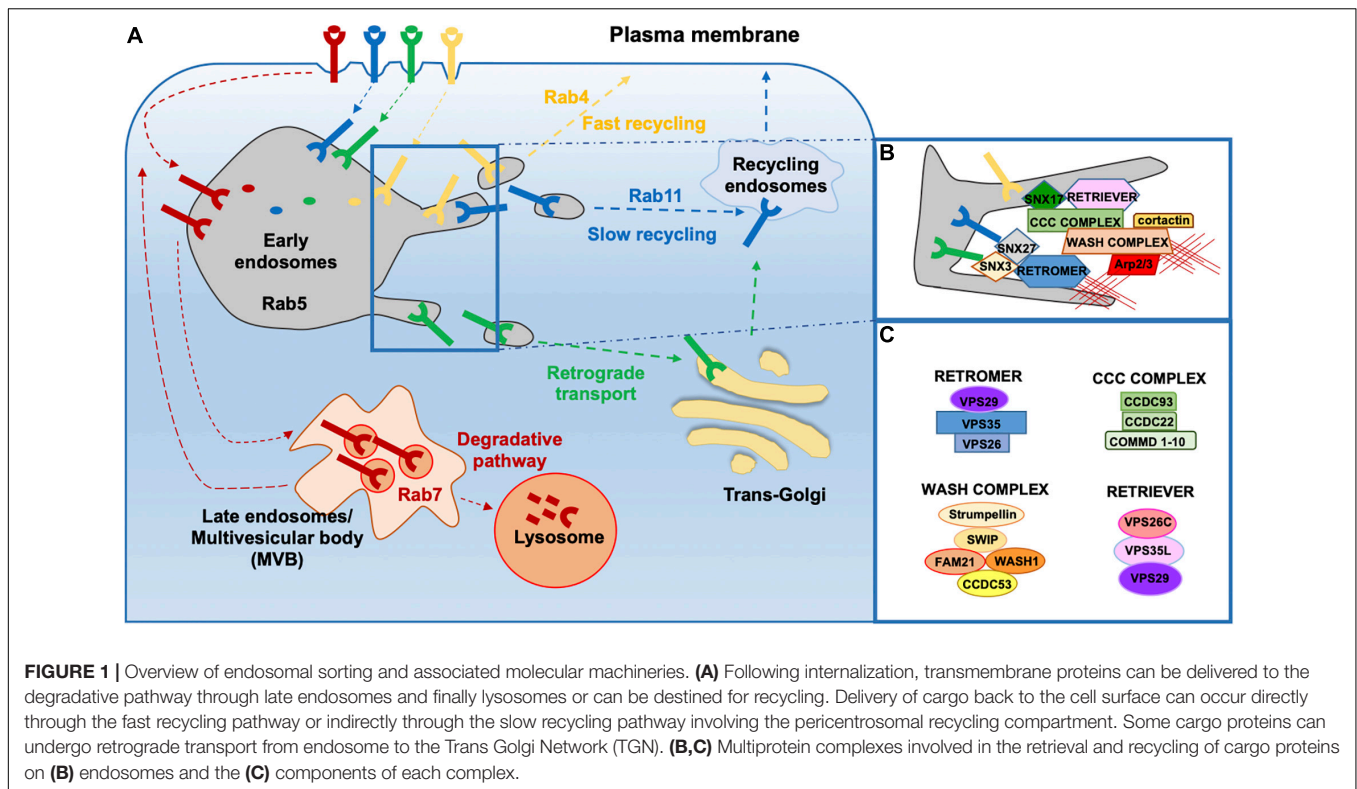 A
Plasma membrane
Rab4
Fast recycling
Recycling
endosomes
Rab11
Slow recycling
Early
endosomes
Rab5
Retrograde
transport
Degradative
pathway
Rab7
Late endosomes/
Multivesicular body
(MVB)
Lysosome
Trans-Golgi
B
SNX17
RETRIEVER
CCC COMPLEX
cortactin
WASH COMPLEX
SNX27
SNX3
RETROMER
Arp2/3
C
RETROMER
VPS29
VPS35
VPS26
CCC COMPLEX
CCDC93
CCDC22
COMMD 1-10
WASH COMPLEX
Strumpellin
SWIP
FAM21
WASH1
CCDC53
RETRIEVER
VPS26C
VPS35L
VPS29
FIGURE 1 | Overview of endosomal sorting and associated molecular machineries. (A) Following internalization, transmembrane proteins can be delivered to the
degradative pathway through late endosomes and finally lysosomes or can be destined for recycling. Delivery of cargo back to the cell surface can occur directly
through the fast recycling pathway or indirectly through the slow recycling pathway involving the pericentrosomal recycling compartment. Some cargo proteins can
undergo retrograde transport from endosome to the Trans Golgi Network (TGN). (B,C) Multiprotein complexes involved in the retrieval and recycling of cargo proteins
on (B) endosomes and the (C) components of each complex.